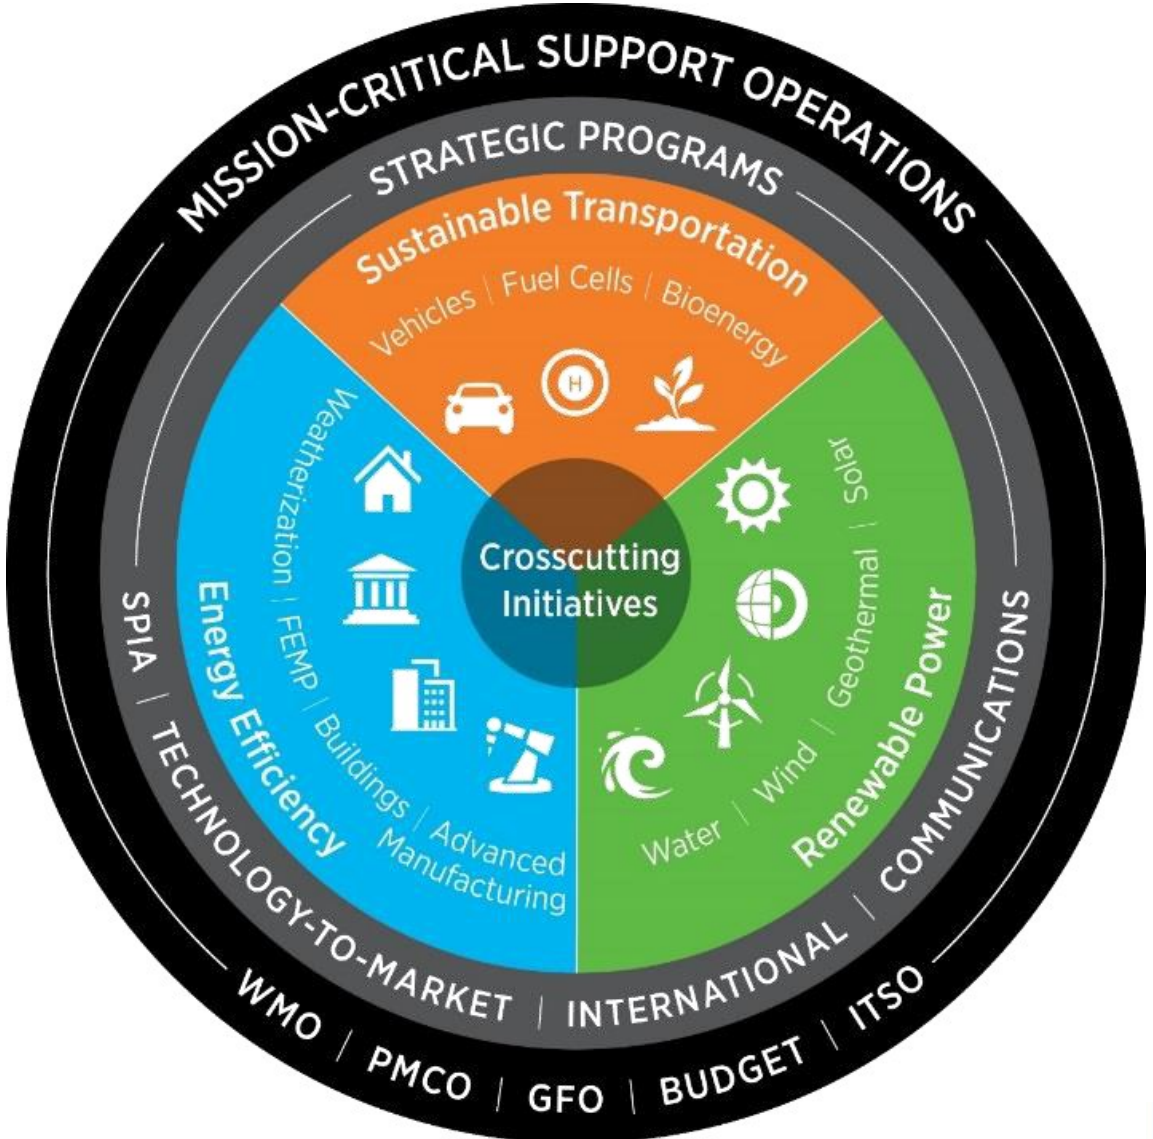 MISSION-CRITICAL SUPPORT OPERATIONS
STRATEGIC PROGRAMS
Sustainable Transportation
Vehicles | Fuel Cells | Bioenergy
H
Weatherization | FEMP | Buildings | Advanced
Manufacturing
Energy Efficiency
Crosscutting
Initiatives
Water | Wind | Geothermal | Solar
Renewable Power
SPIA | TECHNOLOGY-TO-MARKET | INTERNATIONAL | COMMUNICATIONS
WMO | PMCO | GFO | BUDGET | ITSO